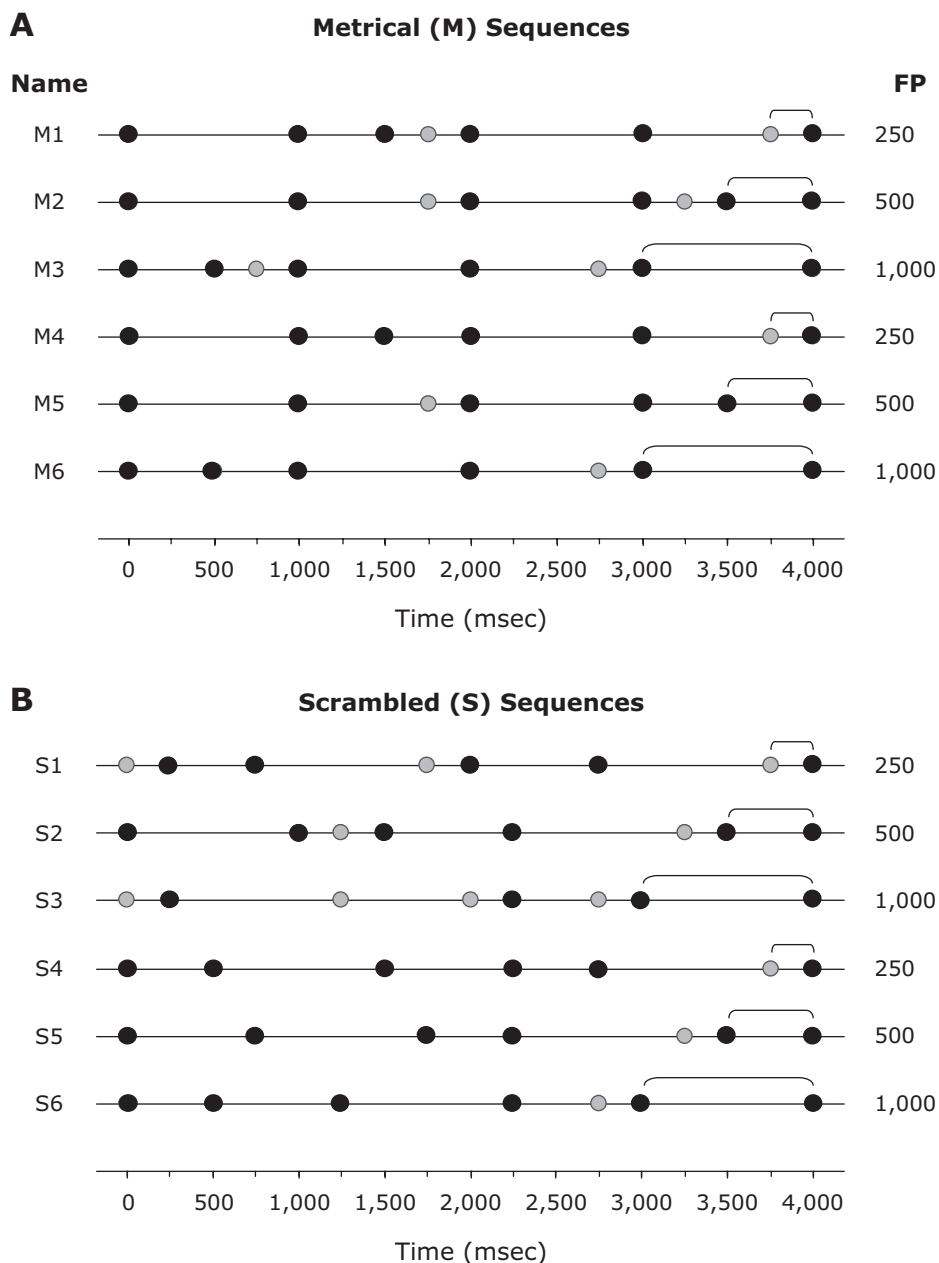 A Metrical (M) Sequences
Name FP
M1 250
M2 500
M3 1,000
M4 250
M5 500
M6 1,000
0 500 1,000 1,500 2,000 2,500 3,000 3,500 4,000
Time (msec)
B Scrambled (S) Sequences
S1 250
S2 500
S3 1,000
S4 250
S5 500
S6 1,000
0 500 1,000 1,500 2,000 2,500 3,000 3,500 4,000
Time (msec)